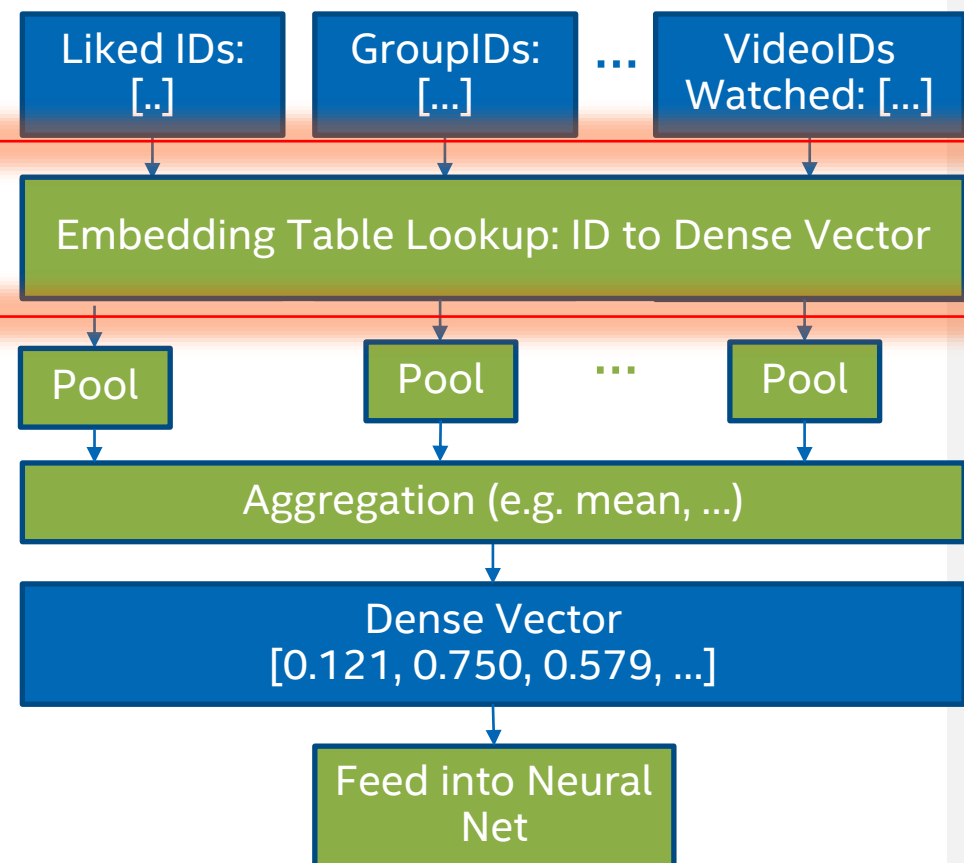 Liked IDs:
[..]
GroupIDs:
[...]
...
VideoIDs
Watched: [...]
Embedding Table Lookup: ID to Dense Vector
Pool
Pool
...
Pool
Aggregation (e.g. mean, ...)
Dense Vector
[0.121, 0.750, 0.579, ...]
Feed into Neural
Net